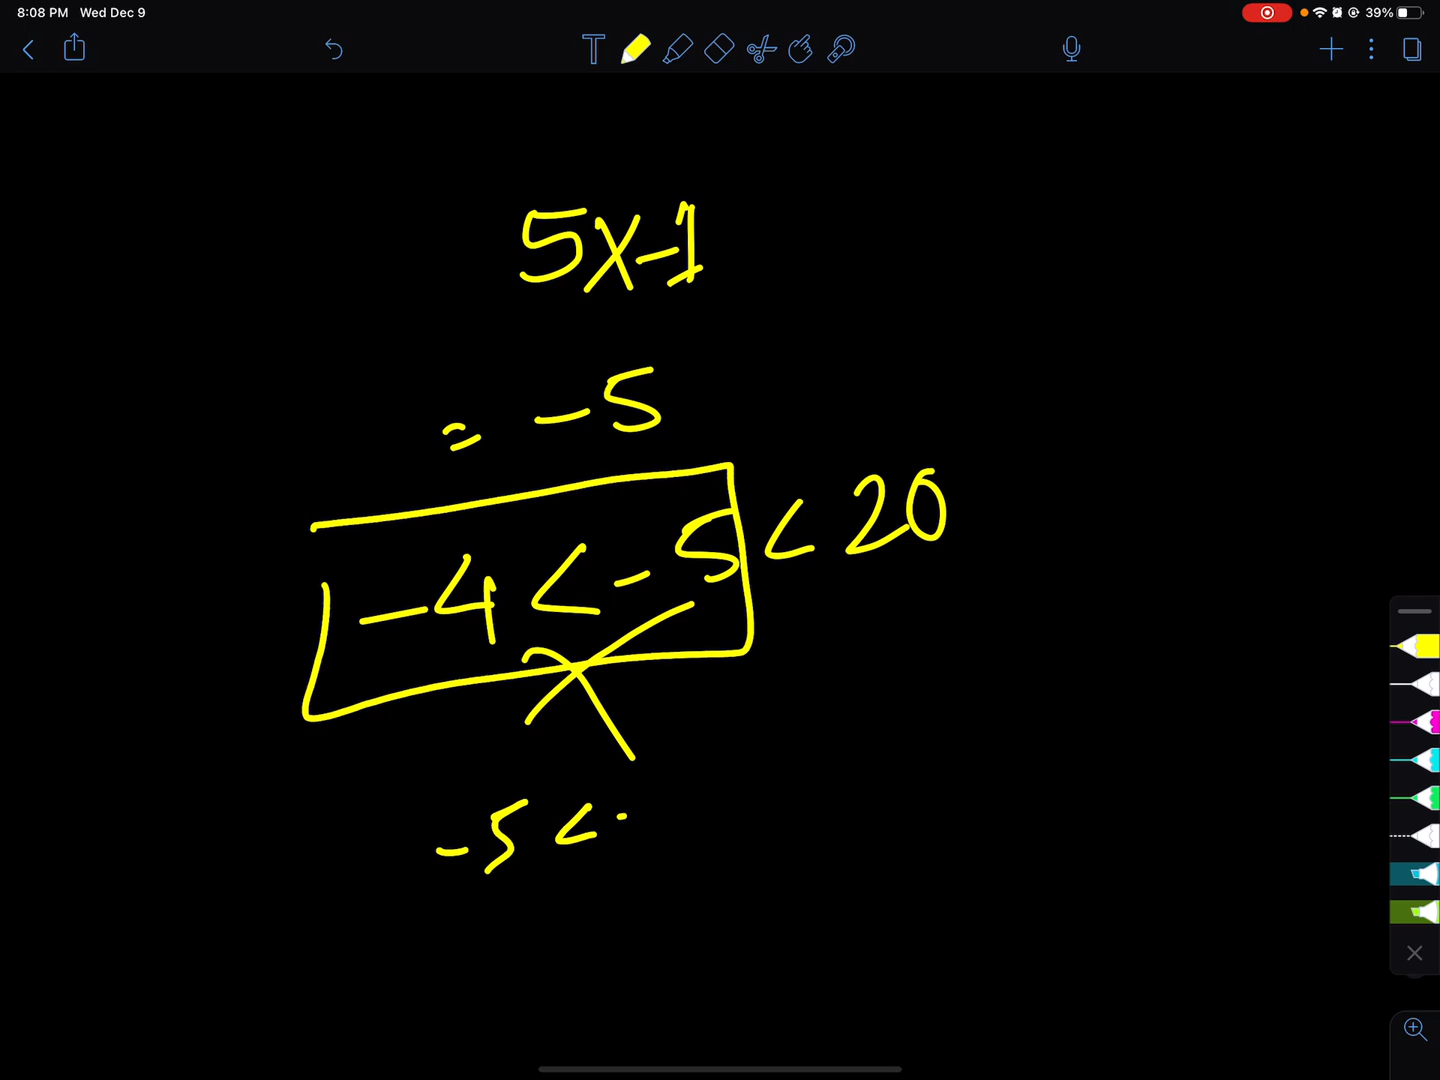 8:08 PM Wed Dec 9 39%
T
5x-1
= -5
-4 < -5 < 20
-5 < -